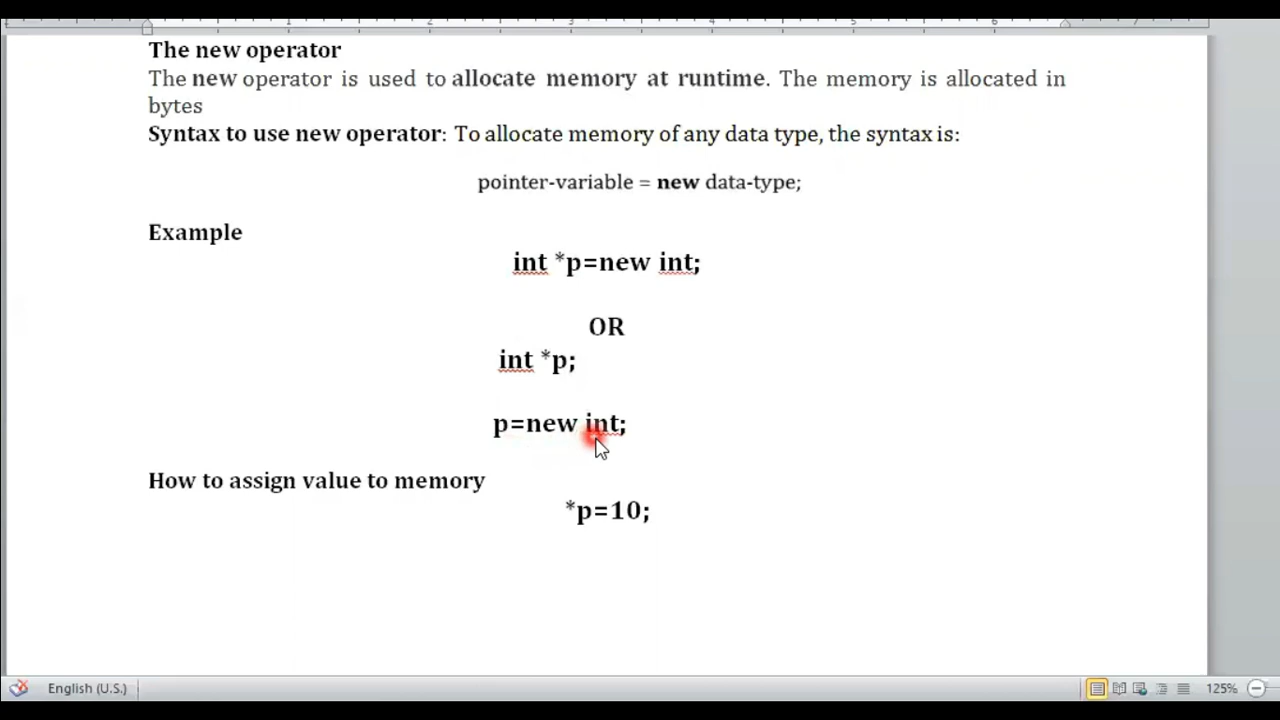 The new operator
The new operator is used to allocate memory at runtime. The memory is allocated in
bytes
Syntax to use new operator: To allocate memory of any data type, the syntax is:
pointer-variable = new data-type;
Example
int *p=new int;
OR
int *p;
p=new int;
How to assign value to memory
*p=10;
English (U.S.)
125%